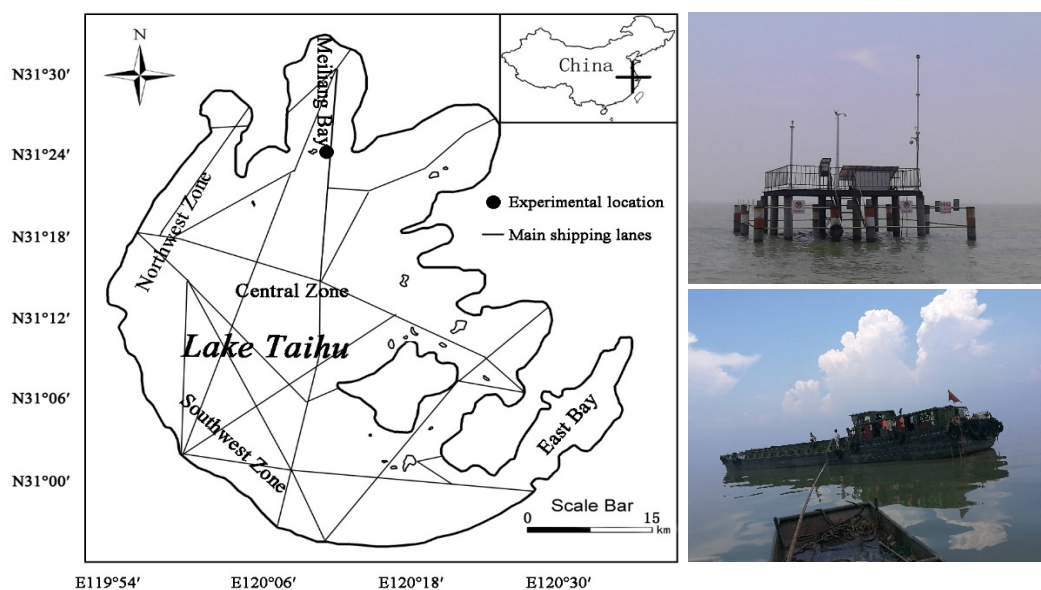 N31°30′
N31°24′
N31°18′
N31°12′
N31°06′
N31°00′
E119°54′
E120°06′
E120°18′
E120°30′
N
China
Meiliang Bay
Experimental location
Main shipping lanes
Northwest Zone
Central Zone
Lake Taihu
Southwest Zone
East Bay
Scale Bar
0
15
km